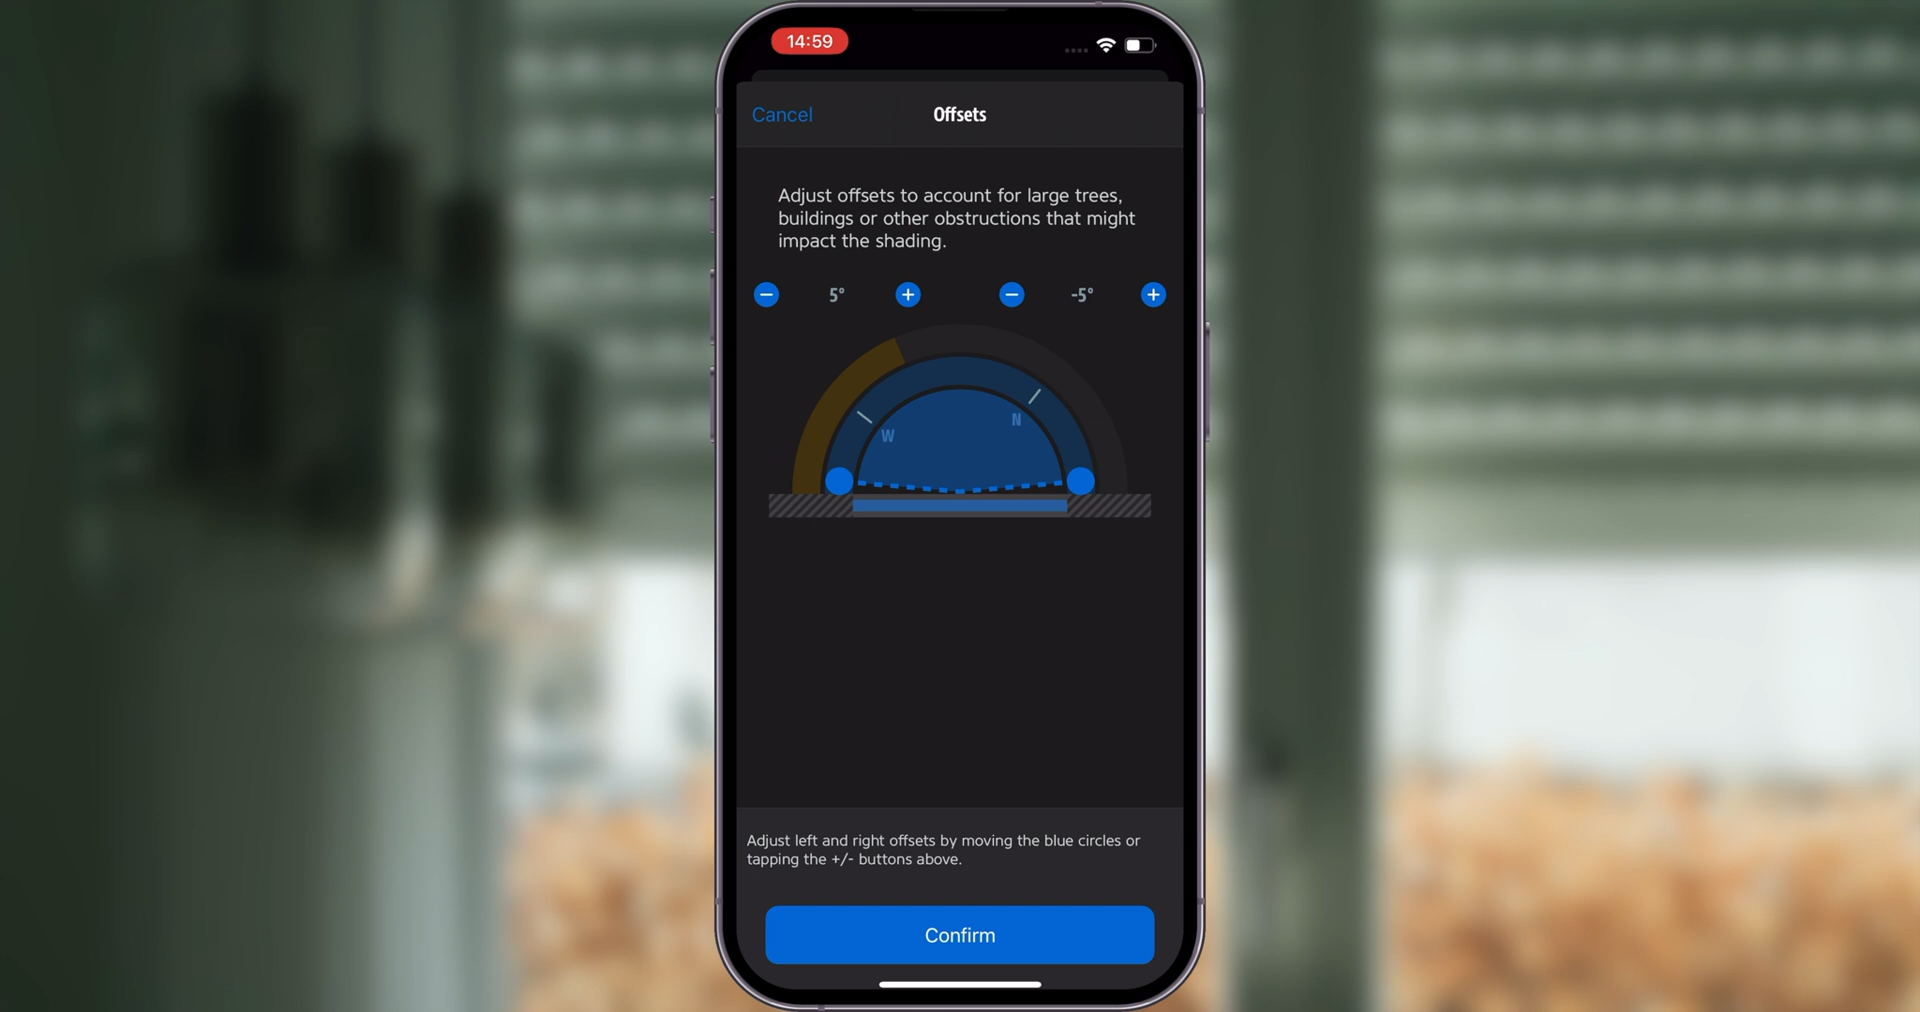 14:59
Cancel
Offsets
Adjust offsets to account for large trees,
buildings or other obstructions that might
impact the shading.
5°
-5°
W
N
Adjust left and right offsets by moving the blue circles or
tapping the +/- buttons above.
Confirm